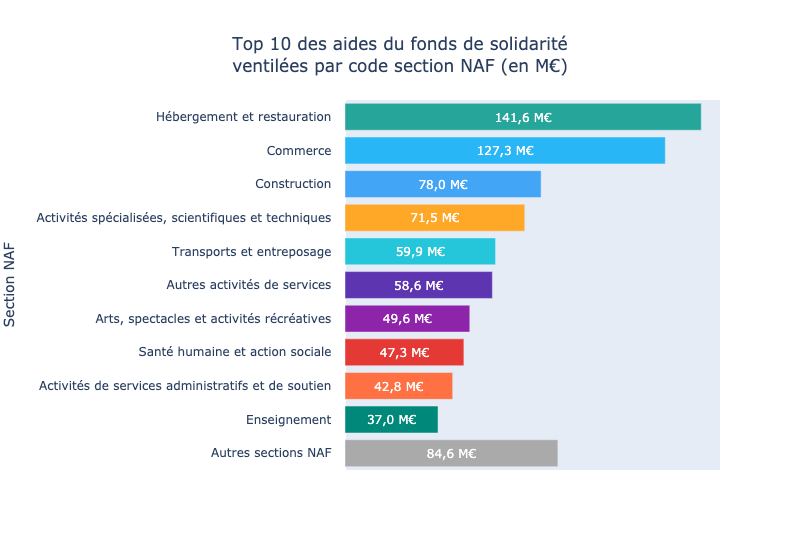 Top 10 des aides du fonds de solidarité
ventilées par code section NAF (en M€)
Section NAF
Hébergement et restauration 141,6 M€
Commerce 127,3 M€
Construction 78,0 M€
Activités spécialisées, scientifiques et techniques 71,5 M€
Transports et entreposage 59,9 M€
Autres activités de services 58,6 M€
Arts, spectacles et activités récréatives 49,6 M€
Santé humaine et action sociale 47,3 M€
Activités de services administratifs et de soutien 42,8 M€
Enseignement 37,0 M€
Autres sections NAF 84,6 M€